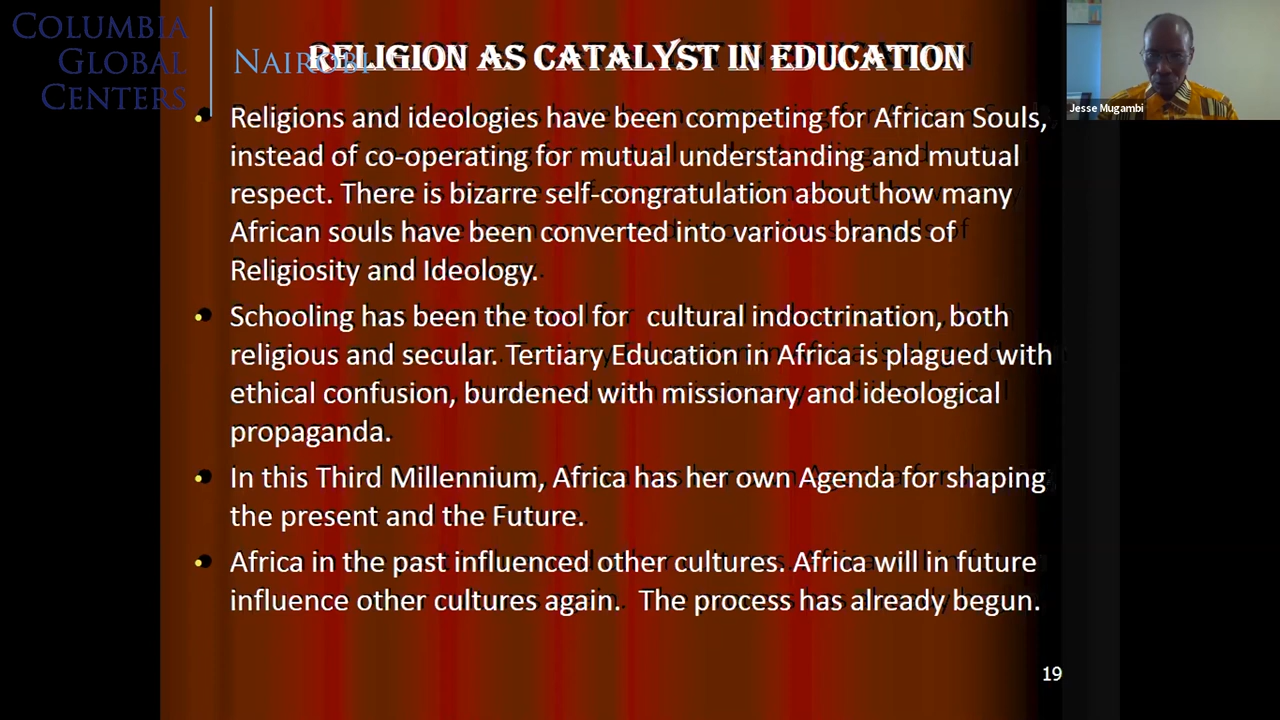 COLUMBIA
GLOBAL
CENTERS
NAIROBI
RELIGION AS CATALYST IN EDUCATION
Jesse Mugambi
• Religions and ideologies have been competing for African Souls,
instead of co-operating for mutual understanding and mutual
respect. There is bizarre self-congratulation about how many
African souls have been converted into various brands of
Religiosity and Ideology.
• Schooling has been the tool for cultural indoctrination, both
religious and secular. Tertiary Education in Africa is plagued with
ethical confusion, burdened with missionary and ideological
propaganda.
• In this Third Millennium, Africa has her own Agenda for shaping
the present and the Future.
• Africa in the past influenced other cultures. Africa will in future
influence other cultures again. The process has already begun.
19